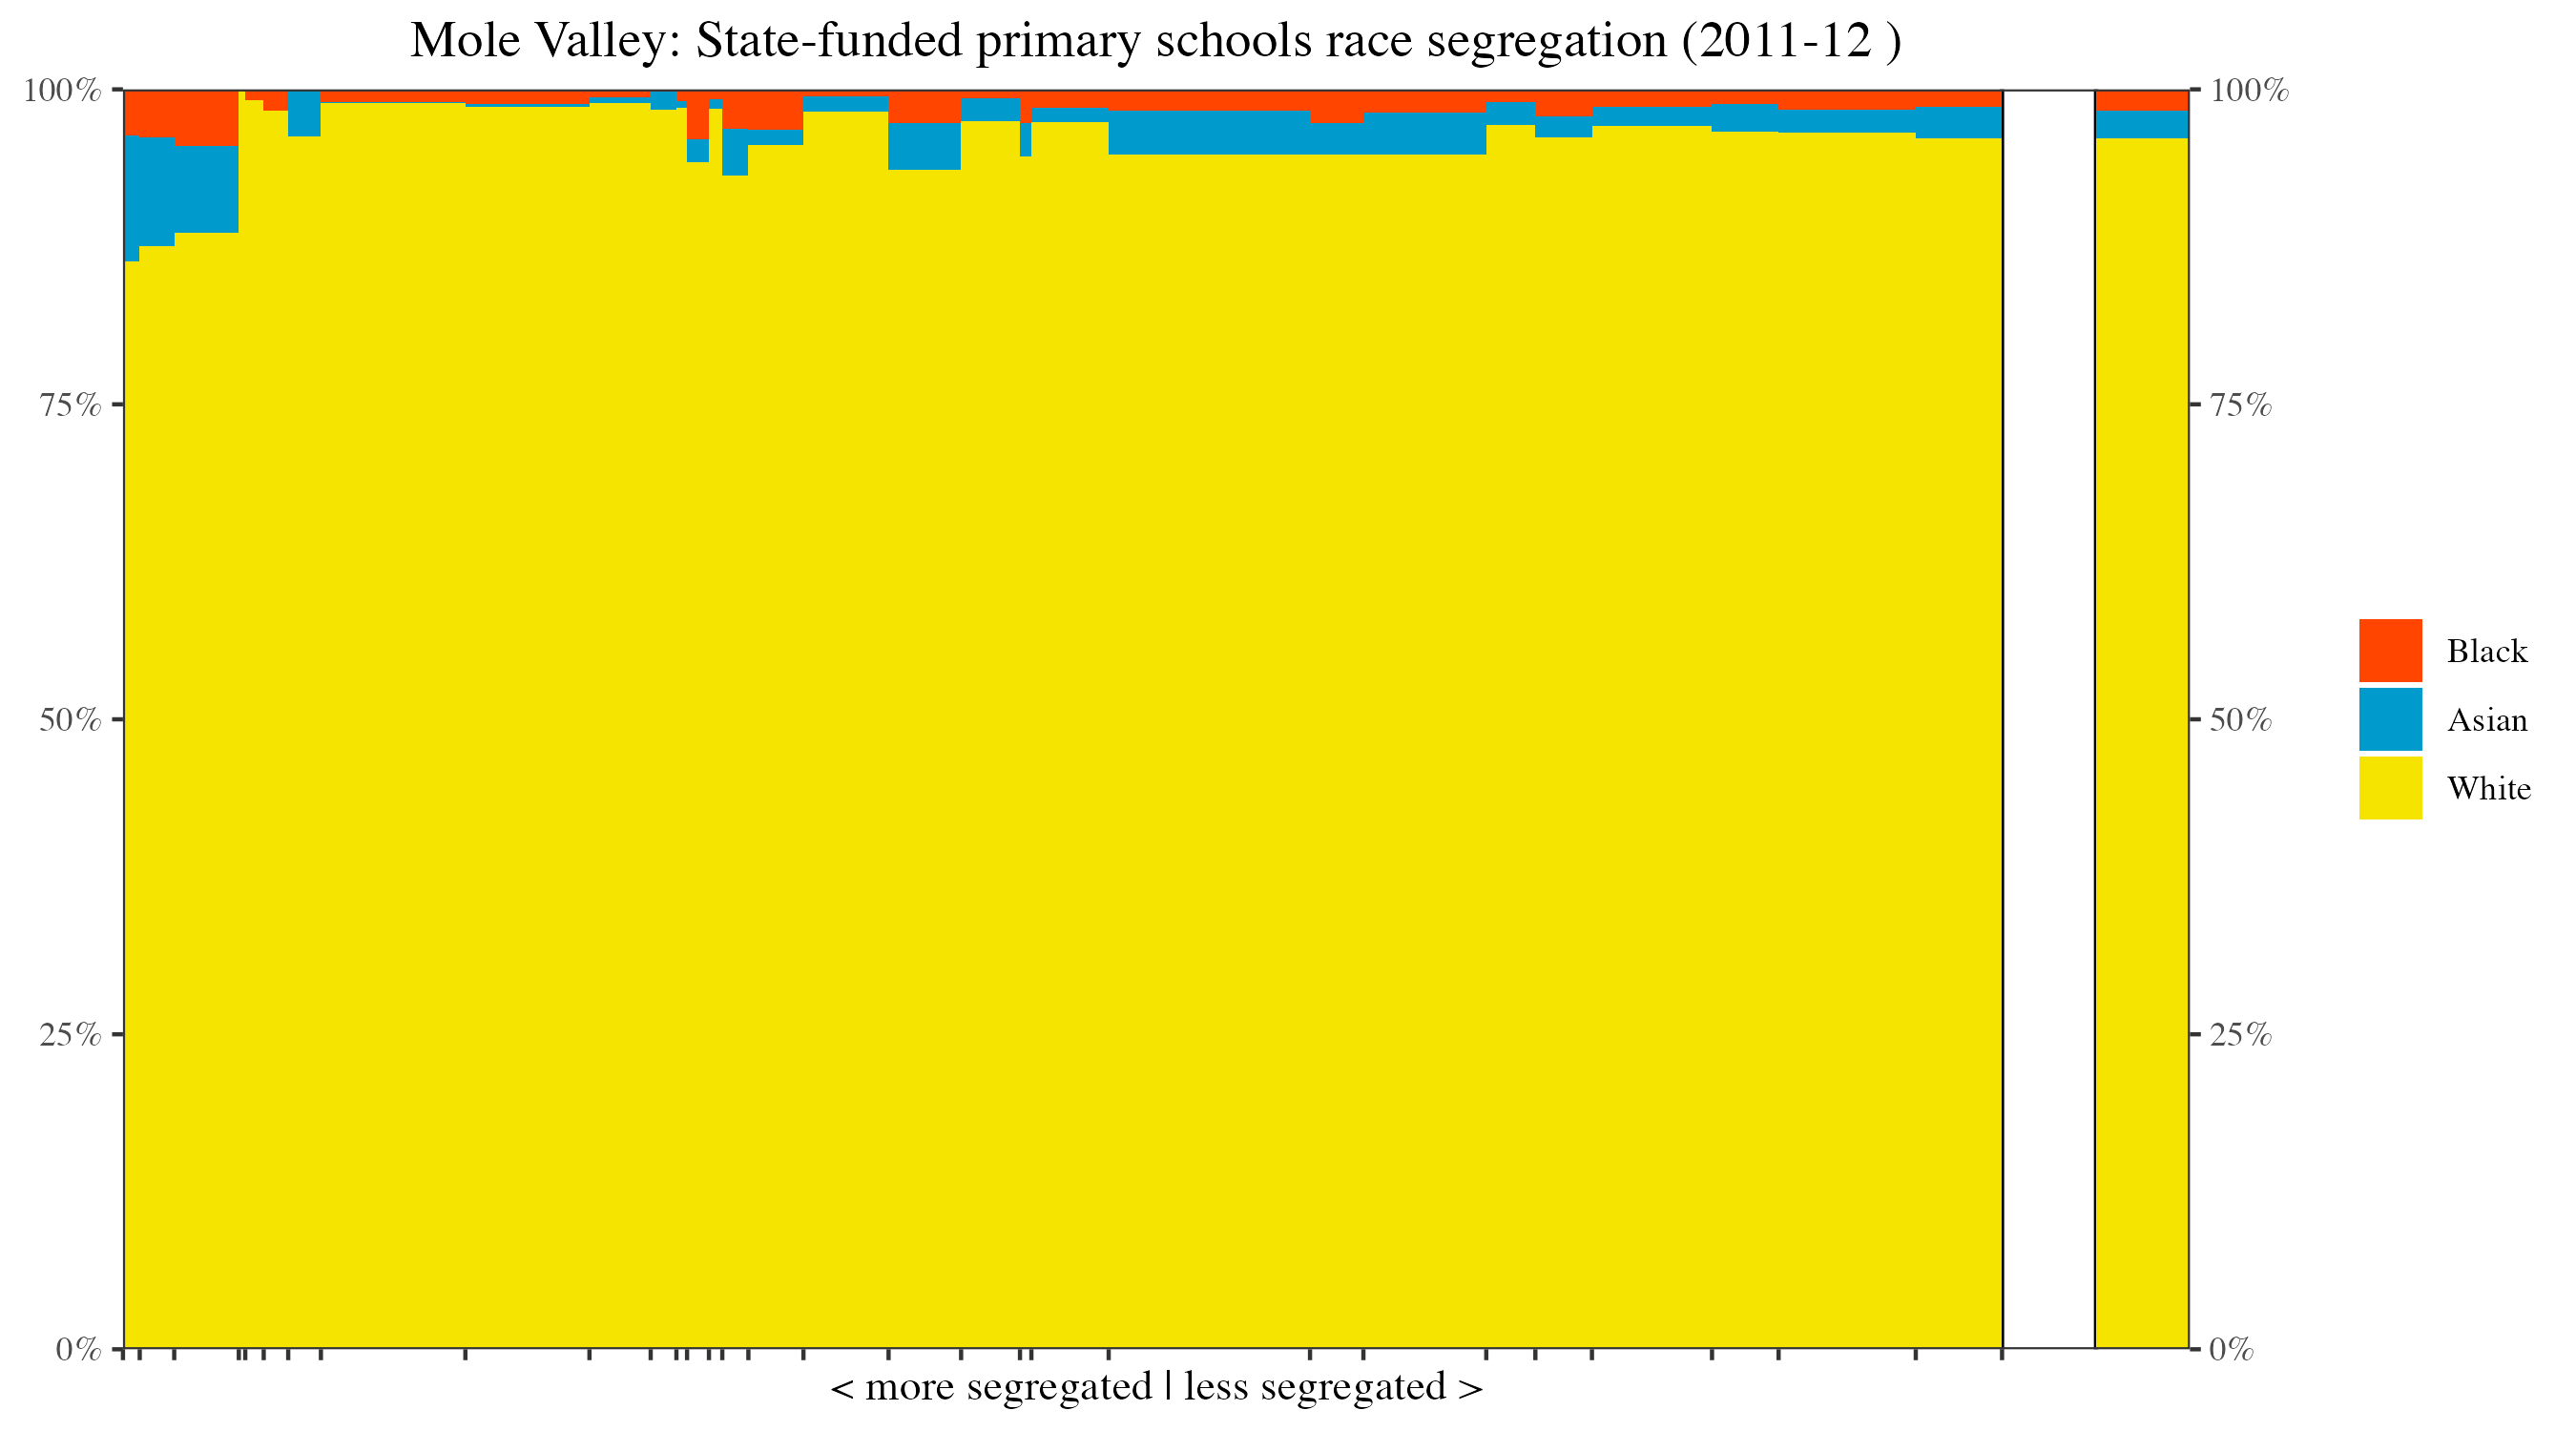 Mole Valley: State-funded primary schools race segregation (2011-12 )
100%
75%
50%
25%
0%
100%
75%
50%
25%
0%
Black
Asian
White
< more segregated | less segregated >